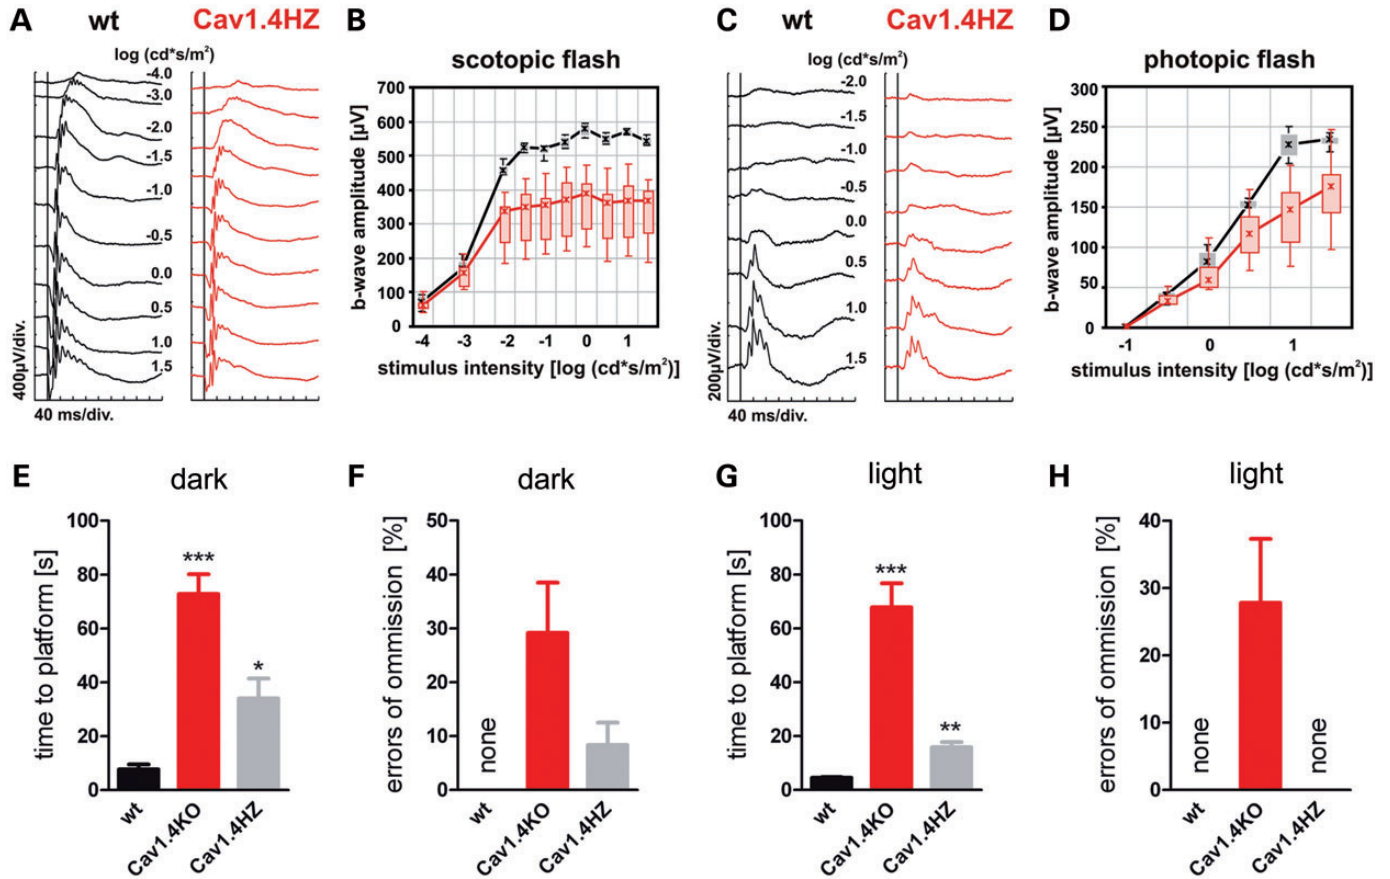 A wt Cav1.4HZ
log (cd*s/m²)
-4.0
-3.0
-2.0
-1.5
-1.0
-0.5
0.0
0.5
1.0
1.5
400µV/div.
40 ms/div.
B
scotopic flash
b-wave amplitude [µV]
700
600
500
400
300
200
100
0
-4 -3 -2 -1 0 1
stimulus intensity [log (cd*s/m²)]
C wt Cav1.4HZ
log (cd*s/m²)
-2.0
-1.5
-1.0
-0.5
0.0
0.5
1.0
1.5
200µV/div.
40 ms/div.
D
photopic flash
b-wave amplitude [µV]
300
250
200
150
100
50
0
-1 0 1
stimulus intensity [log (cd*s/m²)]
E dark
time to platform [s]
100
80
60
40
20
0
***
*
wt Cav1.4KO Cav1.4HZ
F dark
errors of ommission [%]
50
40
30
20
10
0
none
wt Cav1.4KO Cav1.4HZ
G light
time to platform [s]
100
80
60
40
20
0
***
**
wt Cav1.4KO Cav1.4HZ
H light
errors of ommission [%]
40
30
20
10
0
none none
wt Cav1.4KO Cav1.4HZ